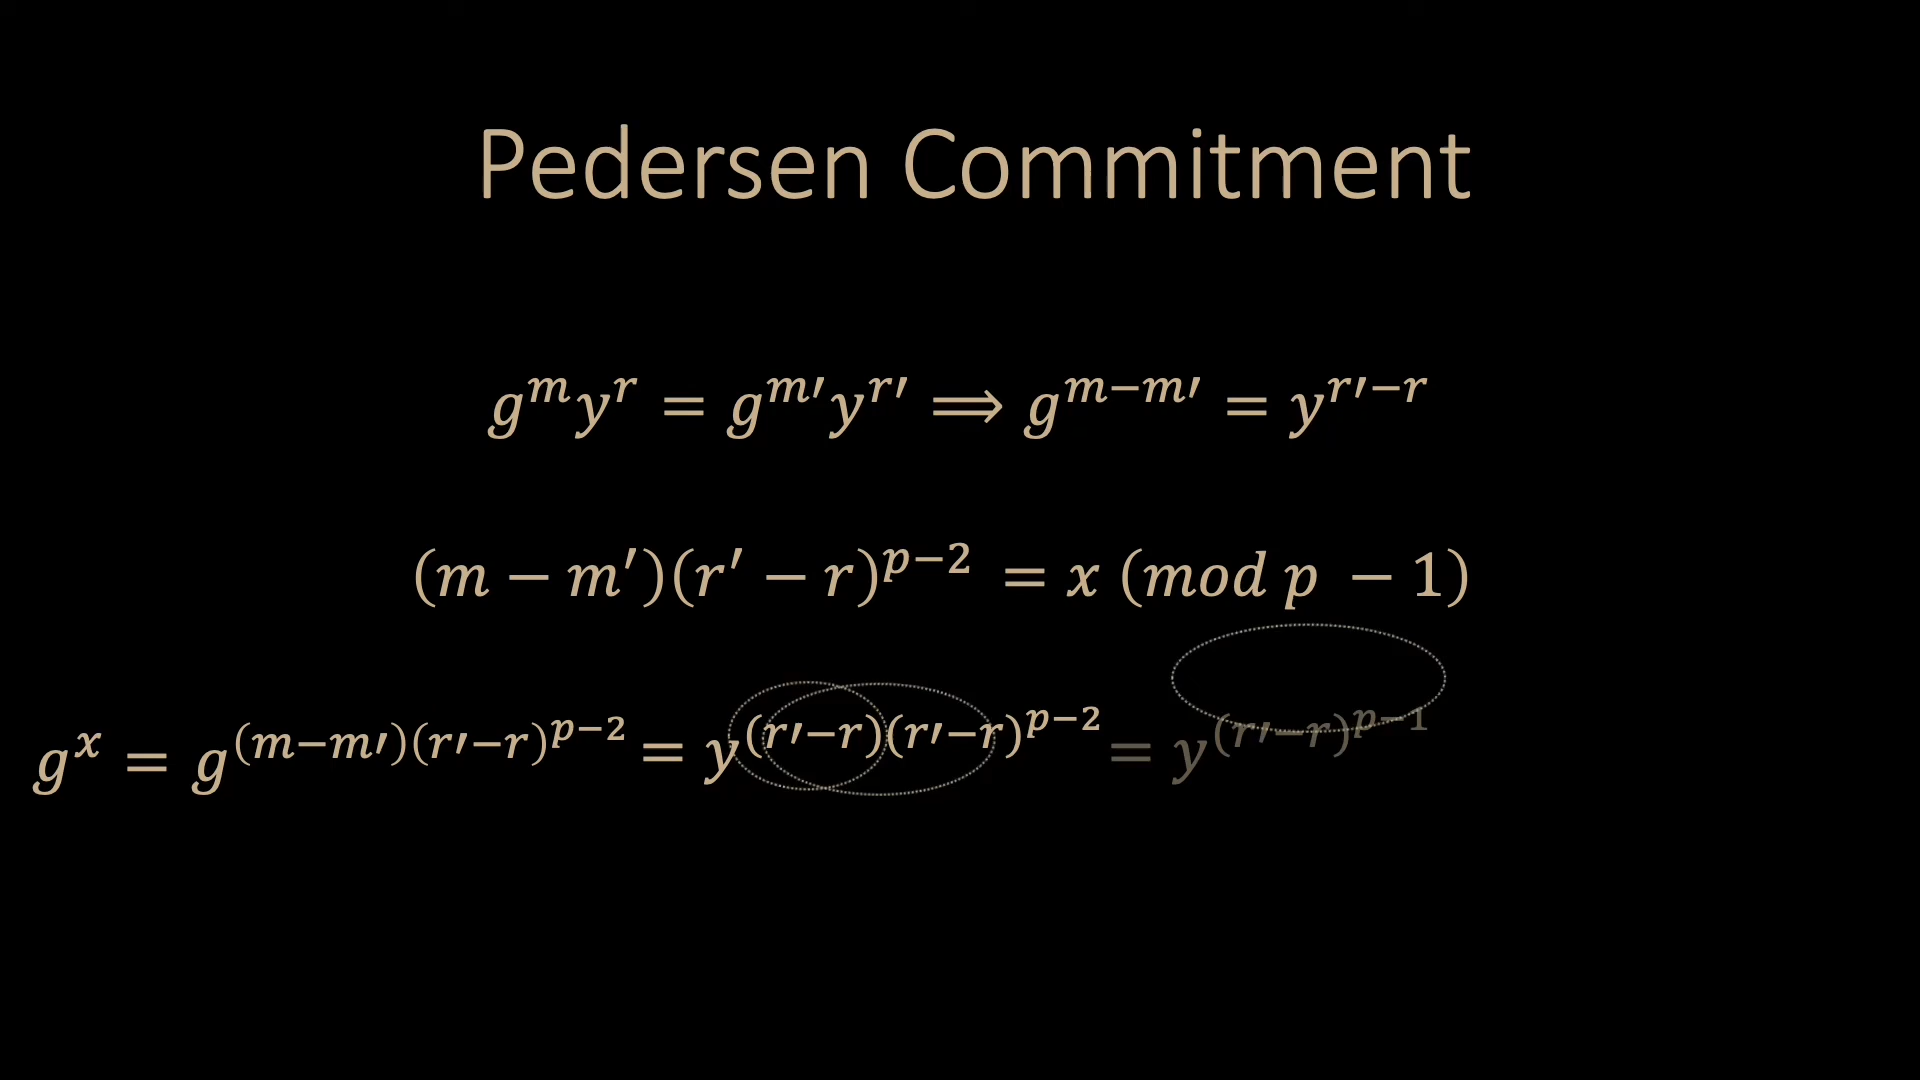 Pedersen Commitment
g^m y^r = g^{m′} y^{r′} ⟹ g^{m−m′} = y^{r′−r}
(m − m′)(r′ − r)^{p−2} = x (mod p − 1)
g^x = g^{(m−m′)(r′−r)^{p−2}} = y^{(r′−r)(r′−r)^{p−2}} = y^{(r′−r)^{p−1}}